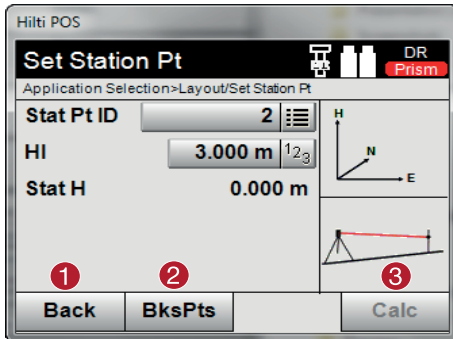 Hilti POS
Set Station Pt
DR
Prism
Application Selection>Layout/Set Station Pt
Stat Pt ID 2
HI 3.000 m 123
Stat H 0.000 m
H
N
E
1 2 3
Back BksPts Calc